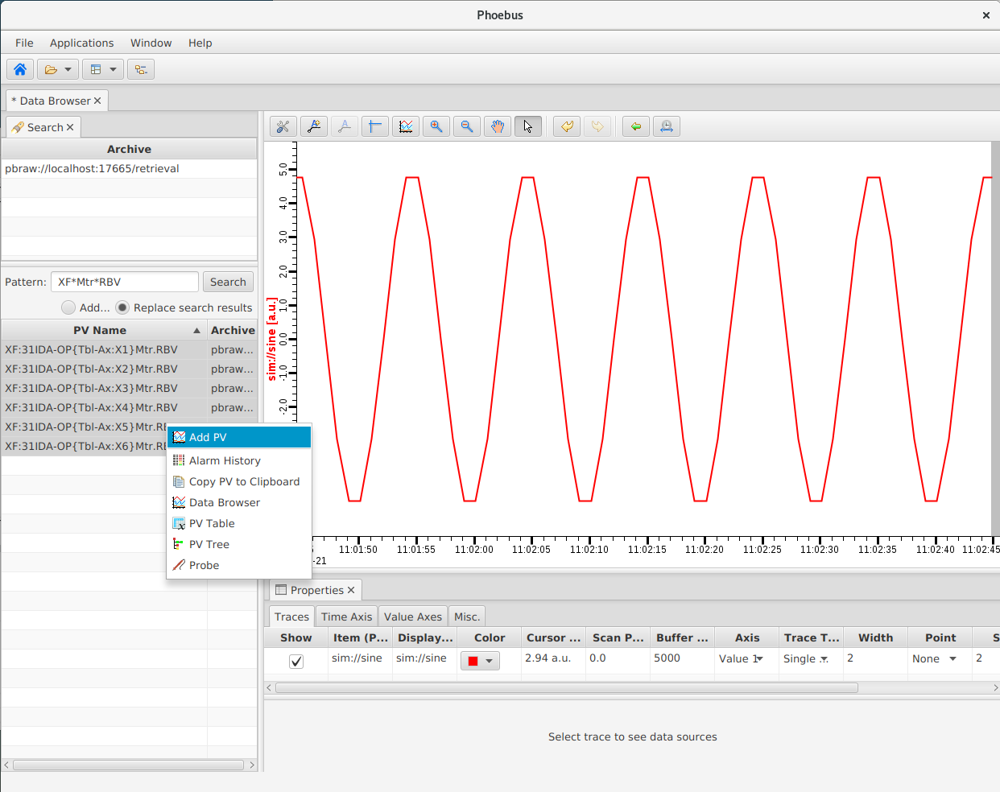 Phoebus
File Applications Window Help
* Data Browser
Search
Archive
pbraw://localhost:17665/retrieval
Pattern: XF*Mtr*RBV Search
Add... Replace search results
PV Name Archive
XF:31IDA-OP{Tbl-Ax:X1}Mtr.RBV pbraw...
XF:31IDA-OP{Tbl-Ax:X2}Mtr.RBV pbraw...
XF:31IDA-OP{Tbl-Ax:X3}Mtr.RBV pbraw...
XF:31IDA-OP{Tbl-Ax:X4}Mtr.RBV pbraw...
XF:31IDA-OP{Tbl-Ax:X5}Mtr.RB
XF:31IDA-OP{Tbl-Ax:X6}Mtr.RB
Add PV
Alarm History
Copy PV to Clipboard
Data Browser
PV Table
PV Tree
Probe
sim://sine [a.u.]
5.0
4.0
3.0
2.0
1.0
0.0
-1.0
-2.0
11:01:50 11:01:55 11:02:00 11:02:05 11:02:10 11:02:15 11:02:20 11:02:25 11:02:30 11:02:35 11:02:40 11:02:45
-21
Properties
Traces Time Axis Value Axes Misc.
Show Item (P... Display... Color Cursor ... Scan P... Buffer ... Axis Trace T... Width Point S
sim://sine sim://sine 2.94 a.u. 0.0 5000 Value 1 Single ... 2 None 2
Select trace to see data sources